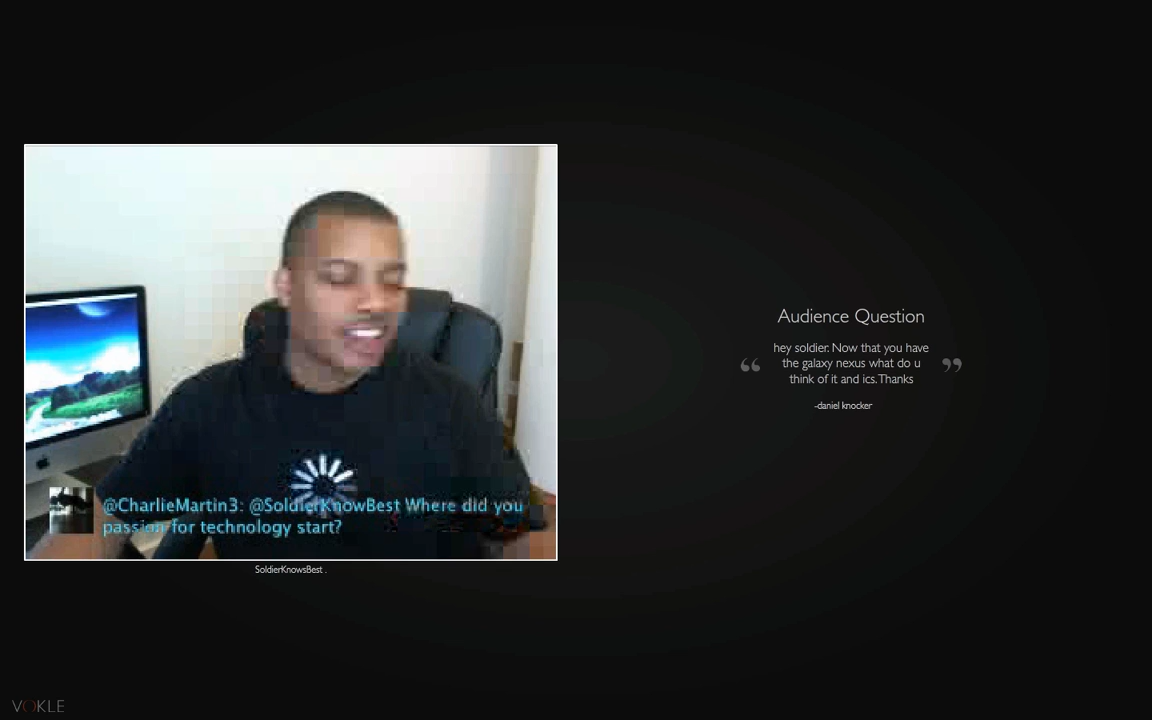 @CharlieMartin3: @SoldierKnowBest Where did you
passion for technology start?
SoldierKnowsBest .
Audience Question
“ hey soldier. Now that you have
the galaxy nexus what do u
think of it and ics.Thanks ”
-daniel knocker
VOKLE